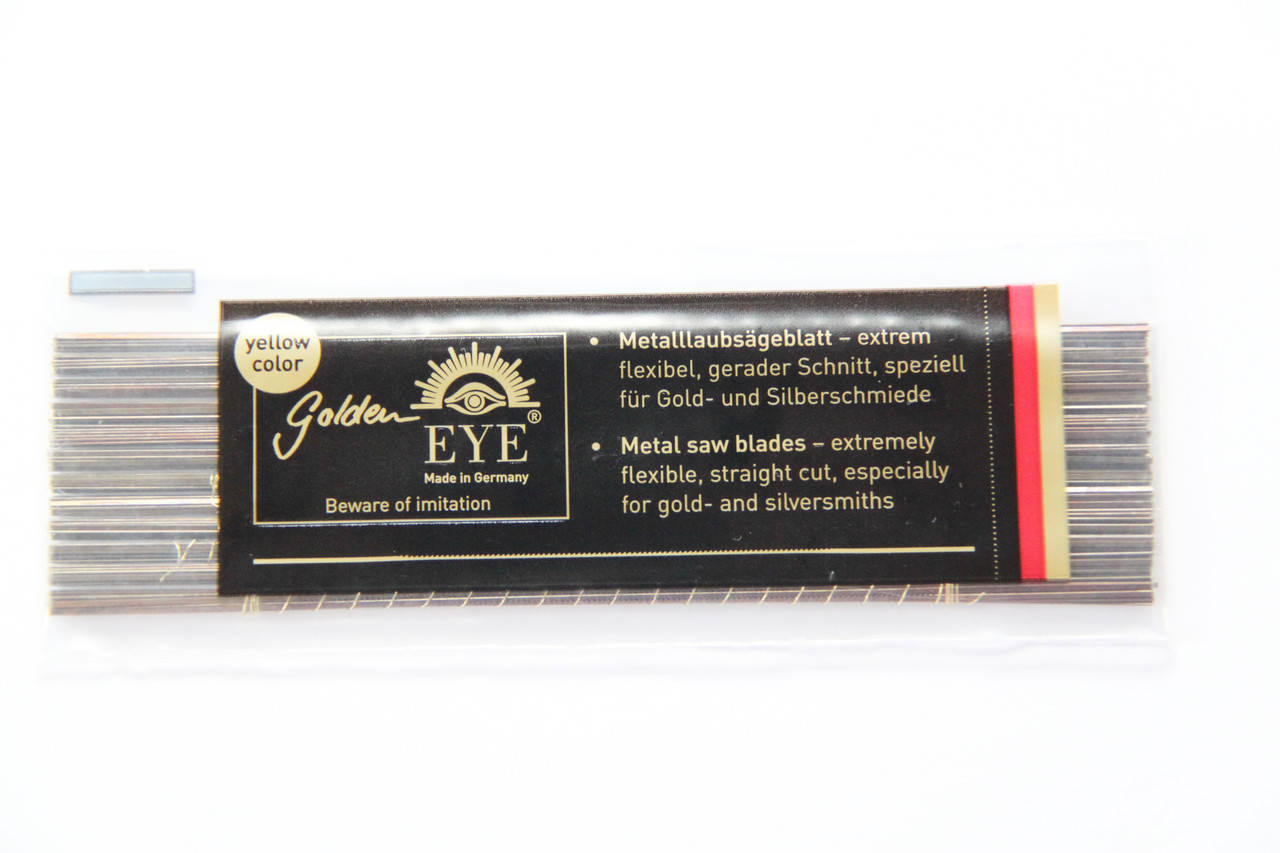 yellow
color
Golden
EYE®
Made in Germany
Beware of imitation
• Metalllaubsägeblatt – extrem
flexibel, gerader Schnitt, speziell
für Gold- und Silberschmiede
• Metal saw blades – extremely
flexible, straight cut, especially
for gold- and silversmiths